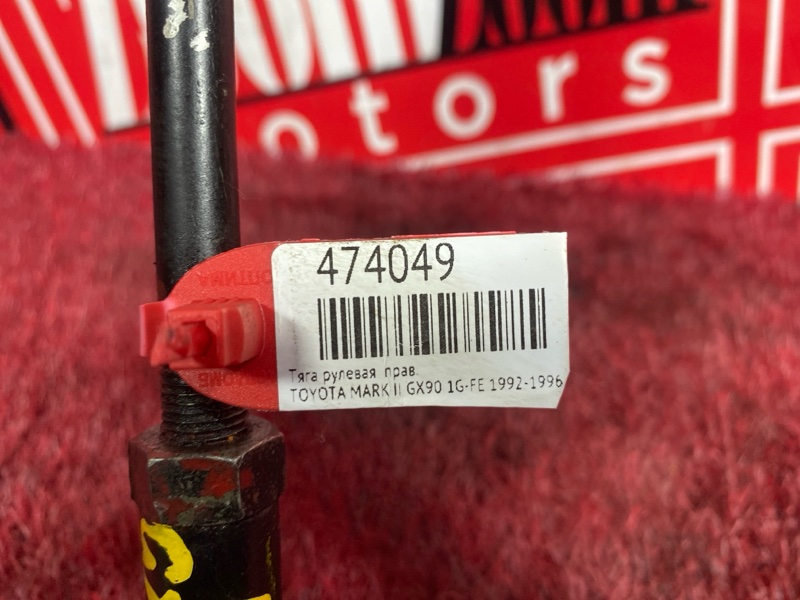 otors
474049
Тяга рулевая прав.
TOYOTA MARK II GX90 1G-FE 1992-1996